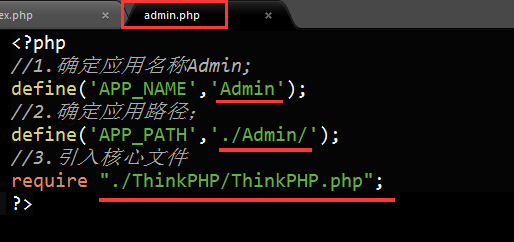 ex.php × admin.php ×
<?php
//1.确定应用名称Admin;
define('APP_NAME','Admin');
//2.确定应用路径;
define('APP_PATH','./Admin/');
//3.引入核心文件
require "./ThinkPHP/ThinkPHP.php";
?>